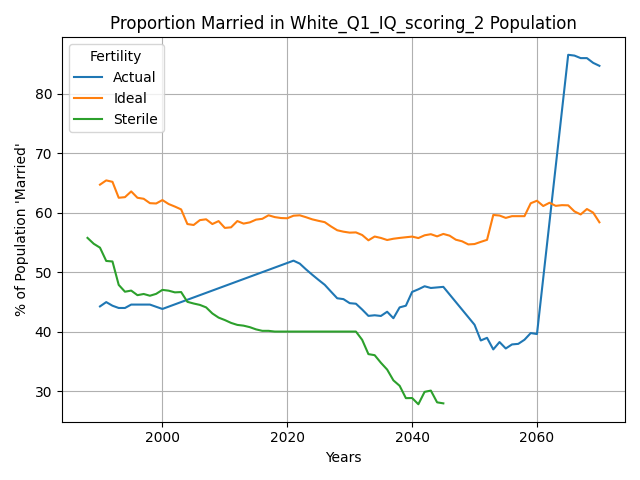 Proportion Married in White_Q1_IQ_scoring_2 Population
Fertility
Actual
Ideal
Sterile
% of Population 'Married'
80
70
60
50
40
30
2000
2020
2040
2060
Years